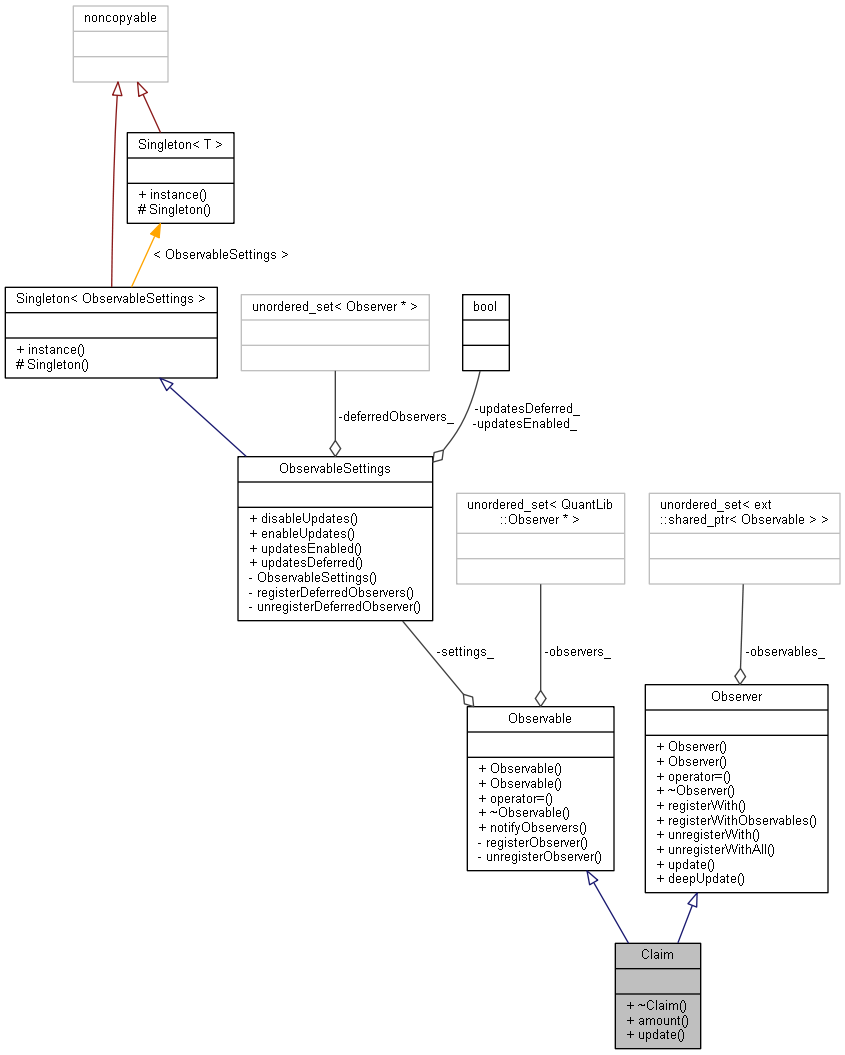 noncopyable
Singleton< T >
+ instance()
# Singleton()
< ObservableSettings >
Singleton< ObservableSettings >
+ instance()
# Singleton()
unordered_set< Observer * >
bool
-deferredObservers_
-updatesDeferred_
-updatesEnabled_
ObservableSettings
+ disableUpdates()
+ enableUpdates()
+ updatesEnabled()
+ updatesDeferred()
- ObservableSettings()
- registerDeferredObservers()
- unregisterDeferredObserver()
unordered_set< QuantLib
::Observer * >
unordered_set< ext
::shared_ptr< Observable > >
-settings_
-observers_
-observables_
Observable
+ Observable()
+ Observable()
+ operator=()
+ ~Observable()
+ notifyObservers()
- registerObserver()
- unregisterObserver()
Observer
+ Observer()
+ Observer()
+ operator=()
+ ~Observer()
+ registerWith()
+ registerWithObservables()
+ unregisterWith()
+ unregisterWithAll()
+ update()
+ deepUpdate()
Claim
+ ~Claim()
+ amount()
+ update()